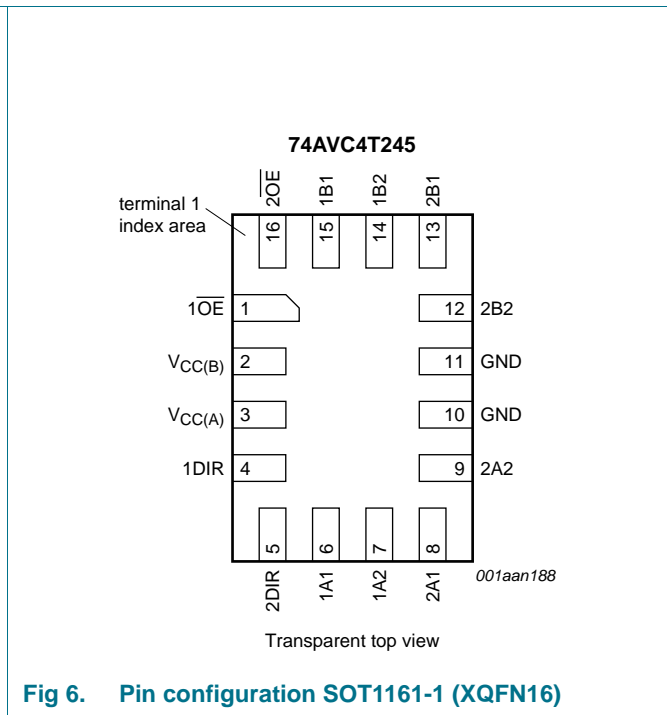 74AVC4T245
2OE
1B1
1B2
2B1
terminal 1
index area
16
15
14
13
1OE
1
12
2B2
VCC(B)
2
11
GND
VCC(A)
3
10
GND
1DIR
4
9
2A2
5
6
7
8
2DIR
1A1
1A2
2A1
001aan188
Transparent top view
Fig 6. Pin configuration SOT1161-1 (XQFN16)